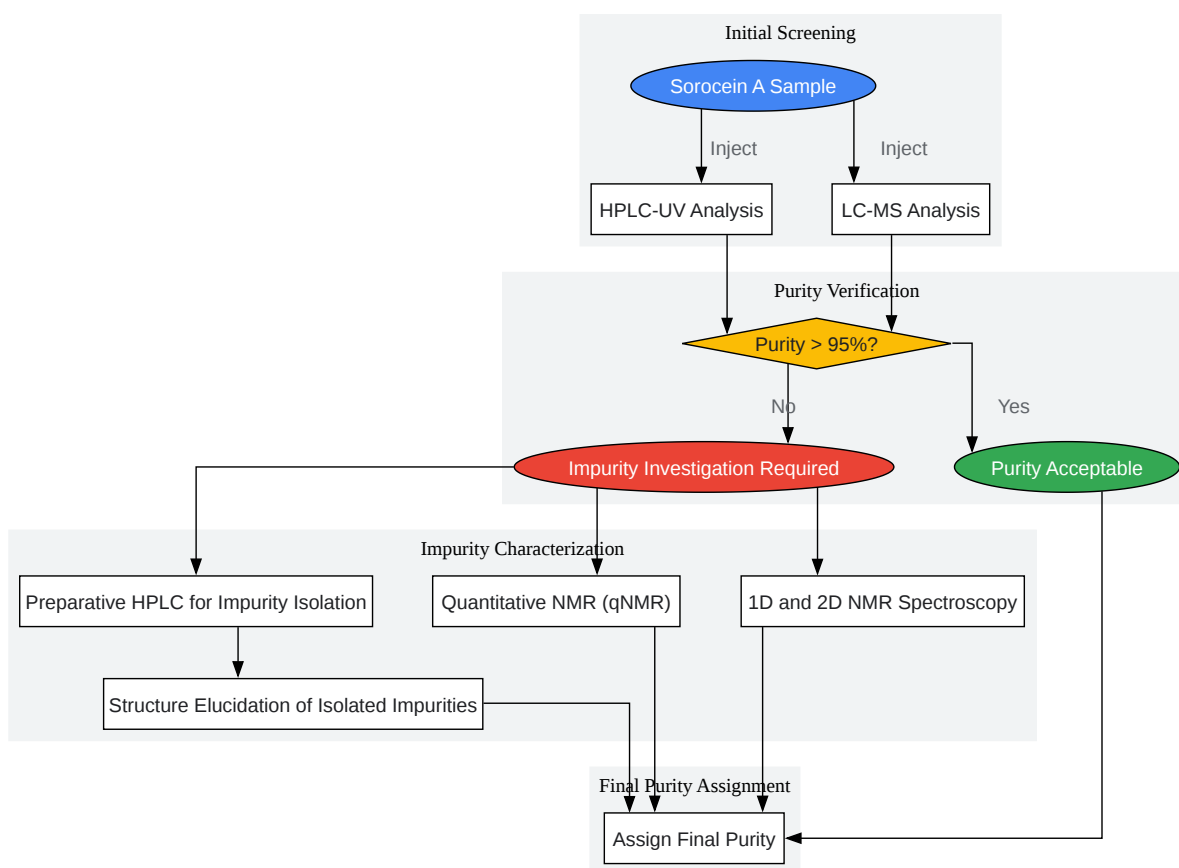 Initial Screening
Sorocein A Sample
Inject
Inject
HPLC-UV Analysis
LC-MS Analysis
Purity Verification
Purity > 95%?
No
Yes
Impurity Investigation Required
Purity Acceptable
Impurity Characterization
Preparative HPLC for Impurity Isolation
Quantitative NMR (qNMR)
1D and 2D NMR Spectroscopy
Structure Elucidation of Isolated Impurities
Final Purity Assignment
Assign Final Purity